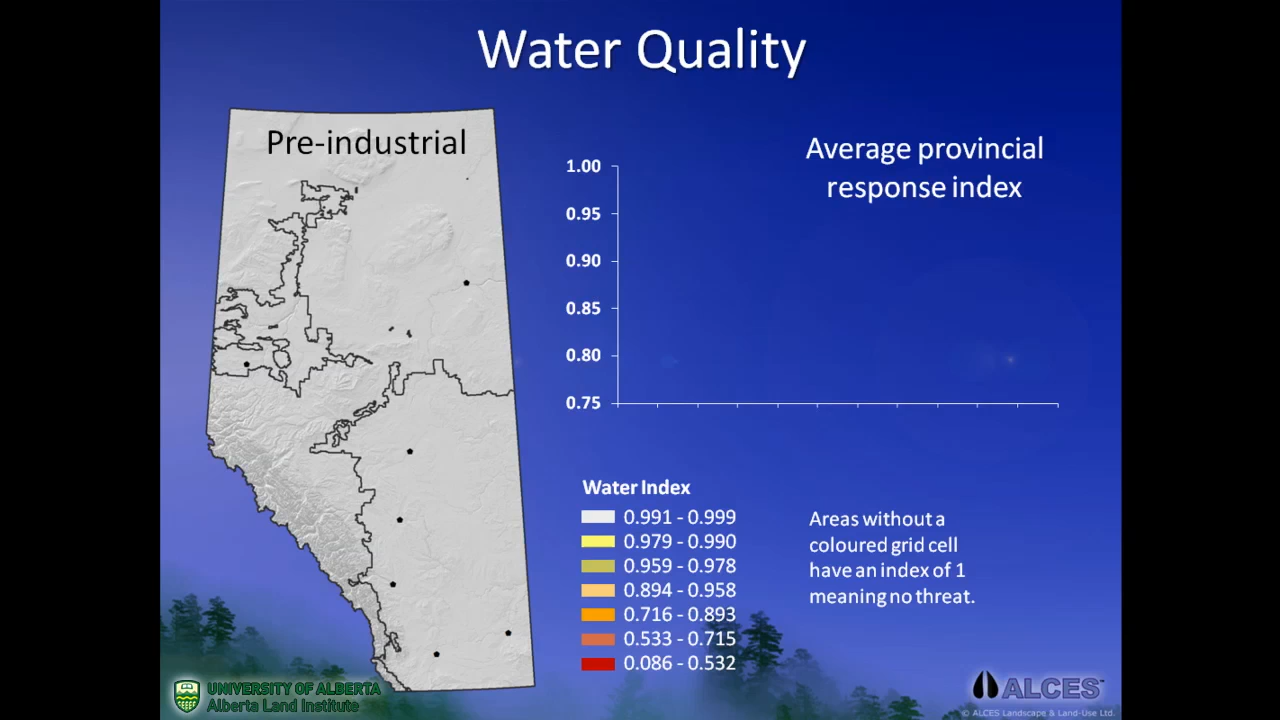 Water Quality
Pre-industrial
Average provincial
response index
1.00
0.95
0.90
0.85
0.80
0.75
Water Index
0.991 - 0.999
0.979 - 0.990
0.959 - 0.978
0.894 - 0.958
0.716 - 0.893
0.533 - 0.715
0.086 - 0.532
Areas without a
coloured grid cell
have an index of 1
meaning no threat.
UNIVERSITY OF ALBERTA
Alberta Land Institute
ALCES™
© ALCES Landscape & Land-Use Ltd.